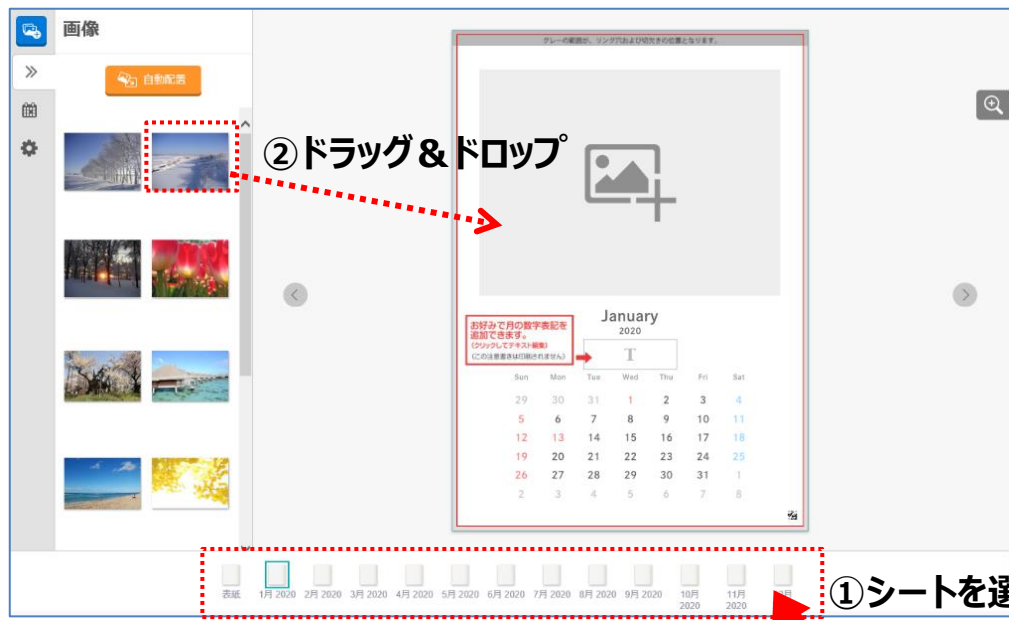 画像
自動配置
②ドラッグ＆ドロップ
グレーの範囲が、リング穴および切欠きの位置となります。
January
2020
お好みで月の数字表記を
追加できます。
(クリックしてテキスト編集)
(この注意書きは印刷されません)
T
Sun Mon Tue Wed Thu Fri Sat
29 30 31 1 2 3 4
5 6 7 8 9 10 11
12 13 14 15 16 17 18
19 20 21 22 23 24 25
26 27 28 29 30 31 1
2 3 4 5 6 7 8
表紙 1月 2020 2月 2020 3月 2020 4月 2020 5月 2020 6月 2020 7月 2020 8月 2020 9月 2020 10月 2020 11月 2020
①シートを選